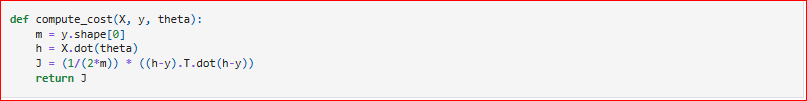 def compute_cost(X, y, theta):
    m = y.shape[0]
    h = X.dot(theta)
    J = (1/(2*m)) * ((h-y).T.dot(h-y))
    return J